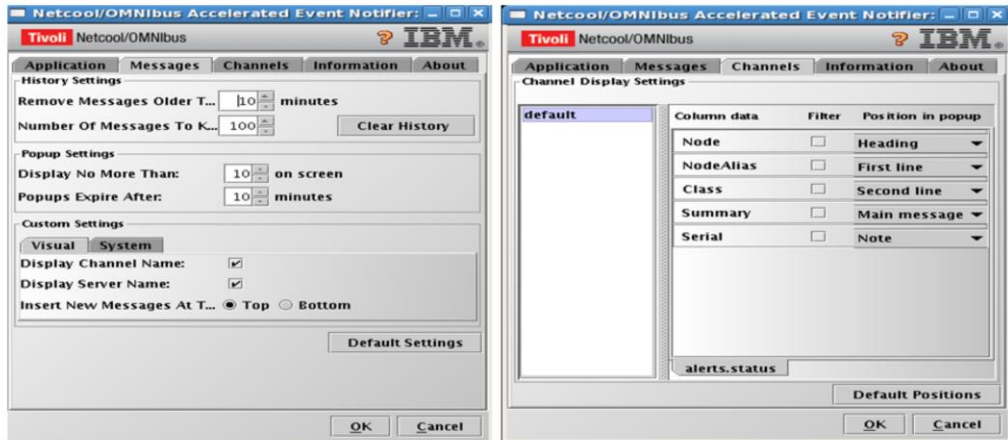 Netcool/OMNIbus Accelerated Event Notifier:
Tivoli Netcool/OMNIbus ? IBM®
Application Messages Channels Information About
History Settings
Remove Messages Older T... 10 minutes
Number Of Messages To K... 100 Clear History
Popup Settings
Display No More Than: 10 on screen
Popups Expire After: 10 minutes
Custom Settings
Visual System
Display Channel Name:
Display Server Name:
Insert New Messages At T... Top Bottom
Default Settings
OK Cancel
Netcool/OMNIbus Accelerated Event Notifier:
Tivoli Netcool/OMNIbus ? IBM®
Application Messages Channels Information About
Channel Display Settings
default
Column data Filter Position in popup
Node Heading
NodeAlias First line
Class Second line
Summary Main message
Serial Note
alerts.status
Default Positions
OK Cancel